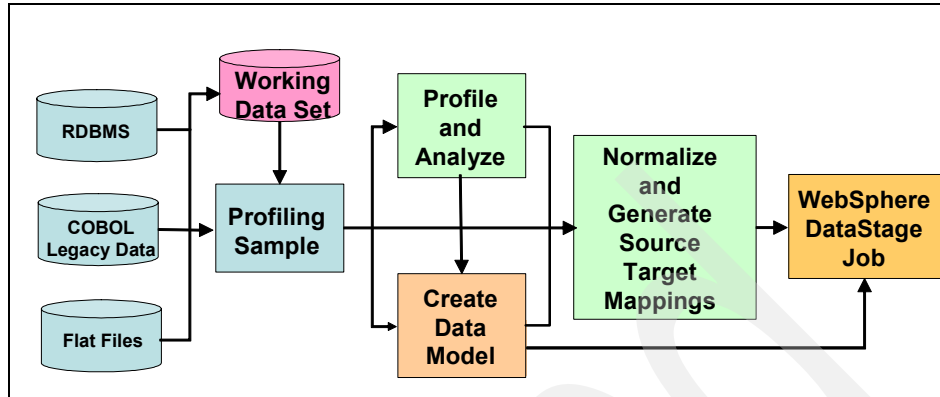 RDBMS
COBOL
Legacy Data
Flat Files
Working
Data Set
Profiling
Sample
Profile
and
Analyze
Create
Data
Model
Normalize
and
Generate
Source
Target
Mappings
WebSphere
DataStage
Job